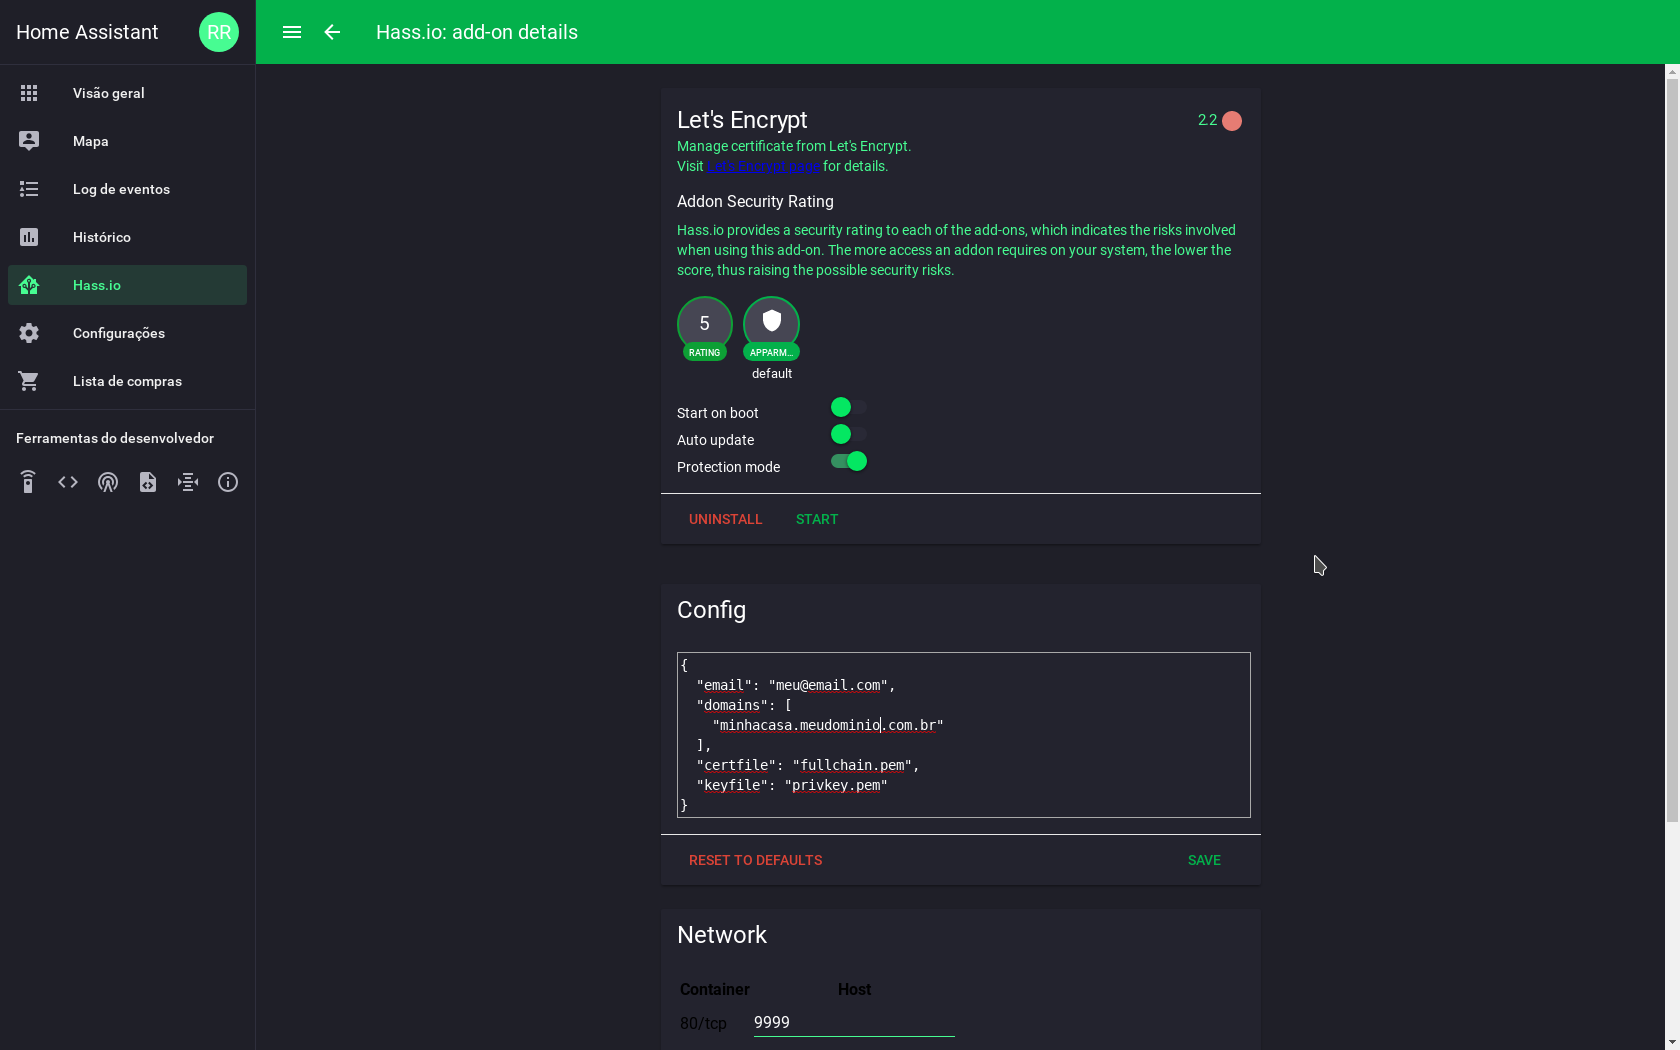 Home Assistant
RR
Hass.io: add-on details
Visão geral
Mapa
Log de eventos
Histórico
Hass.io
Configurações
Lista de compras
Ferramentas do desenvolvedor
Let's Encrypt
2.2
Manage certificate from Let's Encrypt.
Visit Let's Encrypt page for details.
Addon Security Rating
Hass.io provides a security rating to each of the add-ons, which indicates the risks involved
when using this add-on. The more access an addon requires on your system, the lower the
score, thus raising the possible security risks.
5
RATING
APPARM...
default
Start on boot
Auto update
Protection mode
UNINSTALL
START
Config
{
"email": "meu@email.com",
"domains": [
"minhacasa.meudominio.com.br"
],
"certfile": "fullchain.pem",
"keyfile": "privkey.pem"
}
RESET TO DEFAULTS
SAVE
Network
Container Host
80/tcp 9999